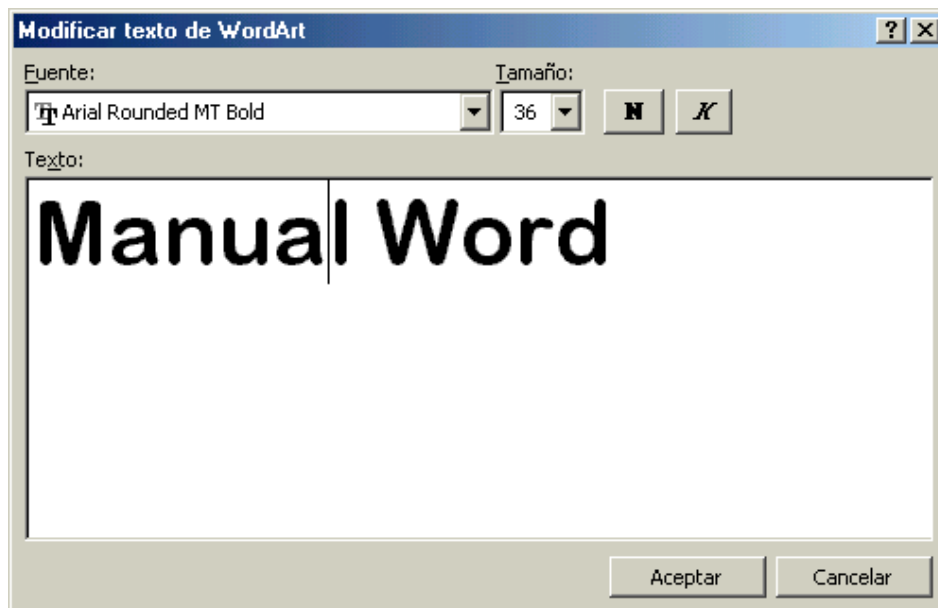 Modificar texto de WordArt
Fuente: Tamaño:
Arial Rounded MT Bold 36 N K
Texto:
Manual Word
Aceptar Cancelar